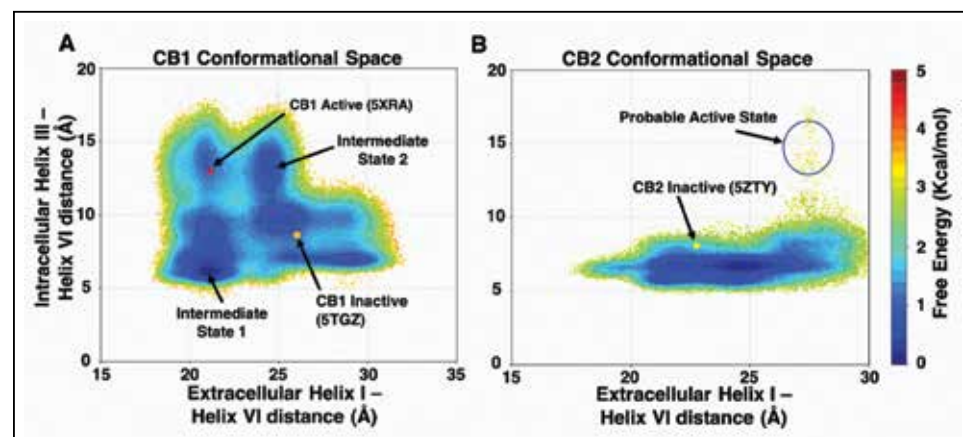 A
CB1 Conformational Space
20
15
10
5
0
Intracellular Helix III –
Helix VI distance (Å)
CB1 Active (5XRA)
Intermediate
State 2
Intermediate
State 1
CB1 Inactive
(5TGZ)
15 20 25 30 35
Extracellular Helix I –
Helix VI distance (Å)
B
CB2 Conformational Space
20
15
10
5
0
Probable Active State
CB2 Inactive (5ZTY)
15 20 25 30
Extracellular Helix I –
Helix VI distance (Å)
5
4
3
2
1
0
Free Energy (Kcal/mol)